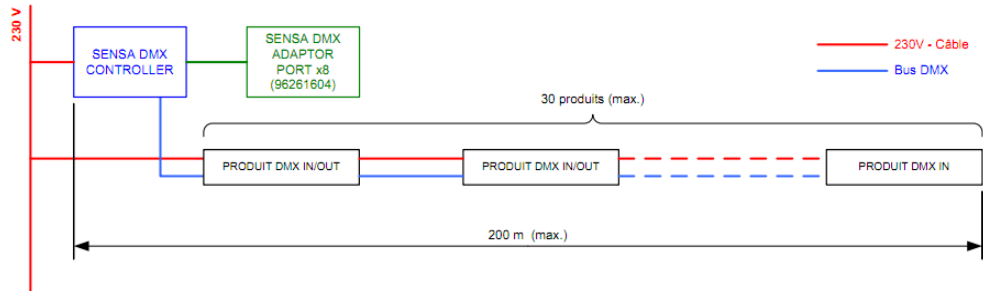 230 V
SENSA DMX
CONTROLLER
SENSA DMX
ADAPTOR
PORT x8
(96261604)
230V - Câble
Bus DMX
30 produits (max.)
PRODUIT DMX IN/OUT
PRODUIT DMX IN/OUT
PRODUIT DMX IN
200 m (max.)